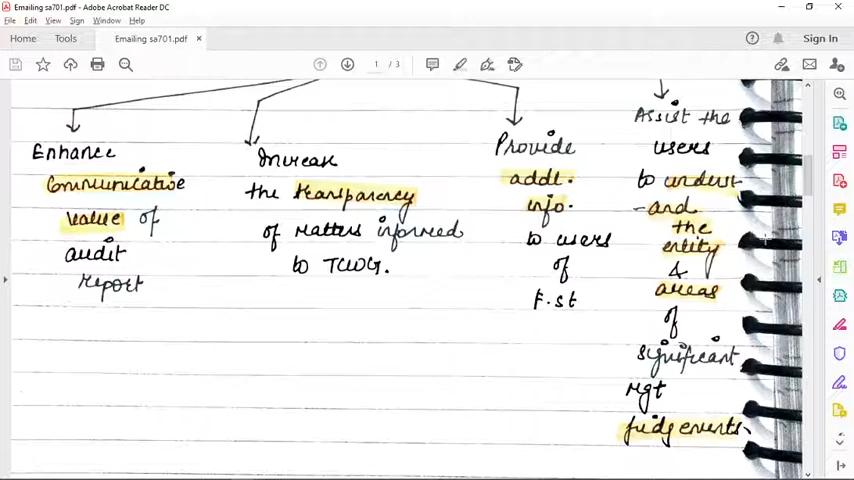 Emailing sa701.pdf - Adobe Acrobat Reader DC
File Edit View Sign Window Help
Home Tools Emailing sa701.pdf × Sign In
1 / 3
Enhance
Communicative
value of
audit
report
Increase
the transparency
of matters informed
to TCWG.
Provide
addl.
info.
to users
of
F.st
Assist the
users
to underst
-and
the
entity
&
areas
of
significant
mgt
judgements.